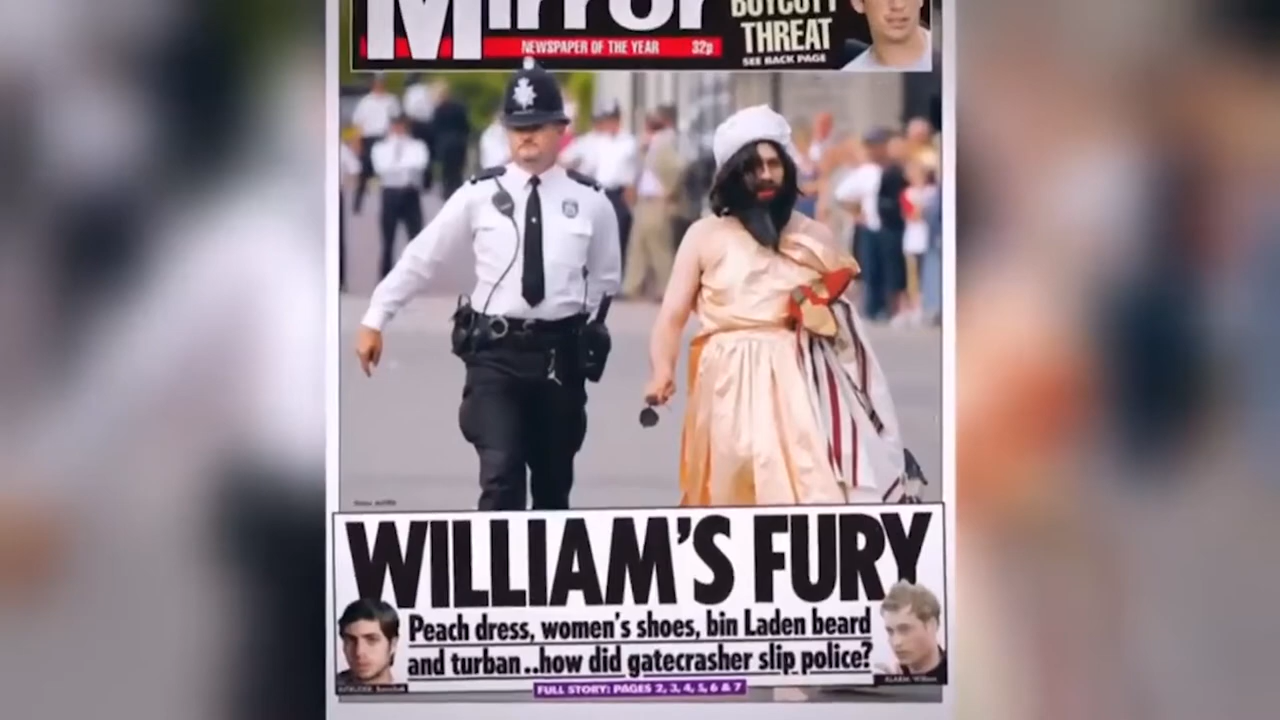 Mirror
NEWSPAPER OF THE YEAR 32p
BOYCOTT
THREAT
SEE BACK PAGE
WILLIAM'S FURY
Peach dress, women's shoes, bin Laden beard
and turban..how did gatecrasher slip police?
FULL STORY: PAGES 2, 3, 4, 5, 6 & 7